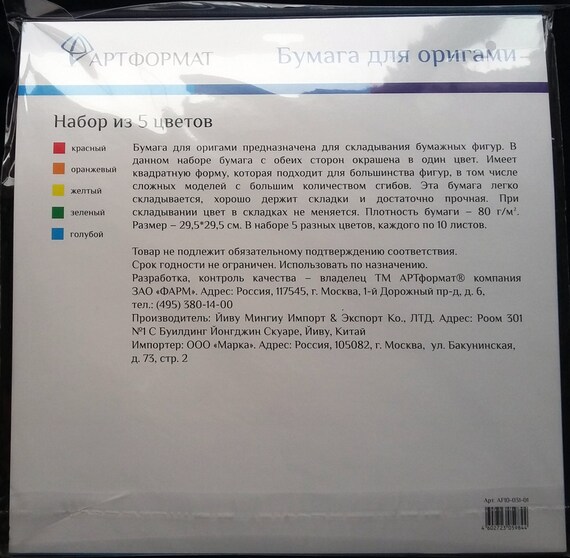 АРТФОРМАТ
Бумага для оригами
Набор из 5 цветов
красный
оранжевый
желтый
зеленый
голубой
Бумага для оригами предназначена для складывания бумажных фигур. В
данном наборе бумага с обеих сторон окрашена в один цвет. Имеет
квадратную форму, которая подходит для большинства фигур, в том числе
сложных моделей с большим количеством сгибов. Эта бумага легко
складывается, хорошо держит складки и достаточно прочная. При
складывании цвет в складках не меняется. Плотность бумаги – 80 г/м².
Размер – 29,5*29,5 см. В наборе 5 разных цветов, каждого по 10 листов.
Товар не подлежит обязательному подтверждению соответствия.
Срок годности не ограничен. Использовать по назначению.
Разработка, контроль качества – владелец ТМ АРТформат® компания
ЗАО «ФАРМ». Адрес: Россия, 117545, г. Москва, 1-й Дорожный пр-д, д. 6,
тел.: (495) 380-14-00
Производитель: Йиву Мингиу Импорт & Экспорт Ко., ЛТД. Адрес: Роом 301
№1 С Буилдинг Йонгджин Скуаре, Йиву, Китай
Импортер: ООО «Марка». Адрес: Россия, 105082, г. Москва, ул. Бакунинская,
д. 73, стр. 2
Арт. АF10-031-01
4 602723 039844